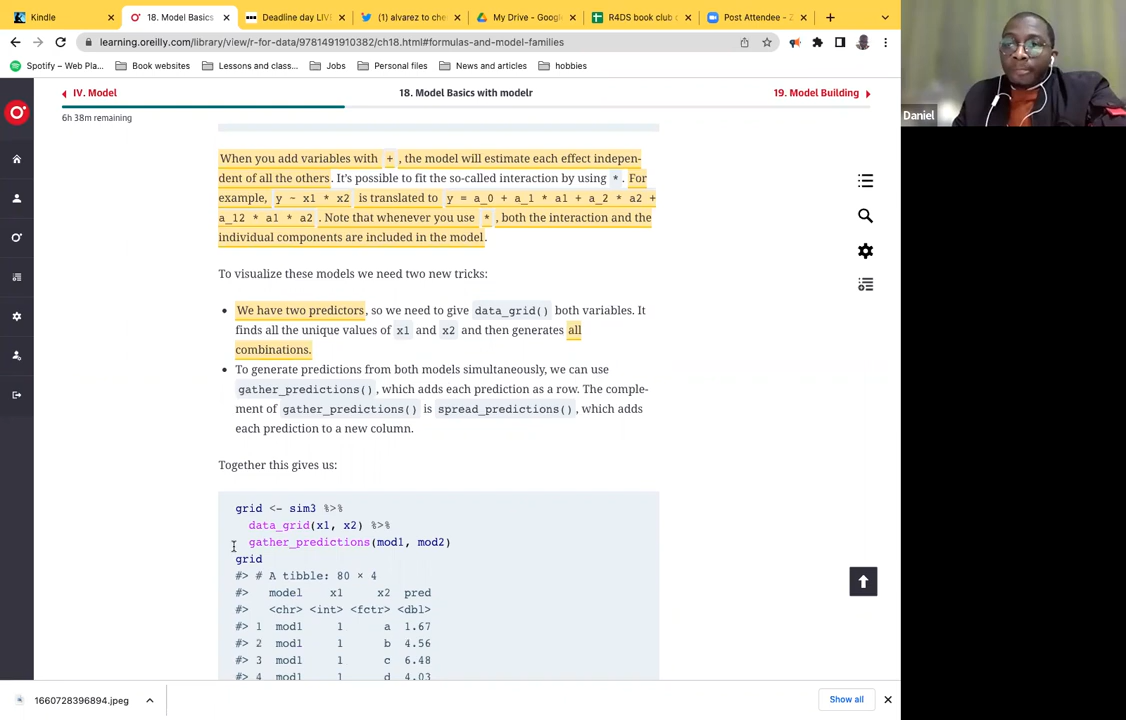 Kindle
18. Model Basics
Deadline day LIVE
alvarez to che
My Drive - Google
R4DS book club
Post Attendee - Z
learning.oreilly.com/library/view/r-for-data/9781491910382/ch18.html#formulas-and-model-families
Spotify – Web Pla...
Book websites
Lessons and class...
Jobs
Personal files
News and articles
hobbies
Daniel
IV. Model
18. Model Basics with modelr
19. Model Building
6h 38m remaining
When you add variables with + , the model will estimate each effect indepen-
dent of all the others. It's possible to fit the so-called interaction by using * . For
example, y ~ x1 * x2 is translated to y = a_0 + a_1 * a1 + a_2 * a2 +
a_12 * a1 * a2 . Note that whenever you use * , both the interaction and the
individual components are included in the model.
To visualize these models we need two new tricks:
• We have two predictors, so we need to give data_grid() both variables. It
finds all the unique values of x1 and x2 and then generates all
combinations.
• To generate predictions from both models simultaneously, we can use
gather_predictions() , which adds each prediction as a row. The comple-
ment of gather_predictions() is spread_predictions() , which adds
each prediction to a new column.
Together this gives us:
grid <- sim3 %>%
data_grid(x1, x2) %>%
gather_predictions(mod1, mod2)
grid
#> # A tibble: 80 × 4
#> model x1 x2 pred
#> <chr> <int> <fctr> <dbl>
#> 1 mod1 1 a 1.67
#> 2 mod1 1 b 4.56
#> 3 mod1 1 c 6.48
#> 4 mod1 1 d 4.03
1660728396894.jpeg
Show all